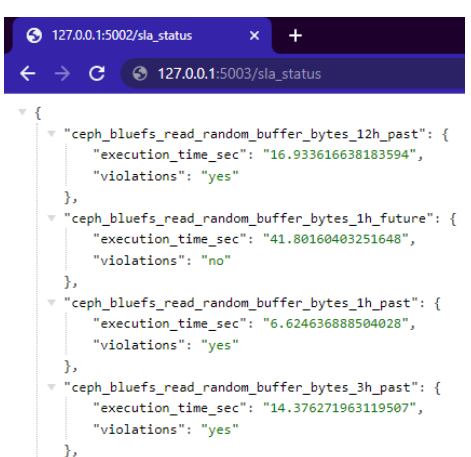 127.0.0.1:5002/sla_status
127.0.0.1:5003/sla_status
{
"ceph_bluefs_read_random_buffer_bytes_12h_past": {
"execution_time_sec": "16.933616638183594",
"violations": "yes"
},
"ceph_bluefs_read_random_buffer_bytes_1h_future": {
"execution_time_sec": "41.80160403251648",
"violations": "no"
},
"ceph_bluefs_read_random_buffer_bytes_1h_past": {
"execution_time_sec": "6.624636888504028",
"violations": "yes"
},
"ceph_bluefs_read_random_buffer_bytes_3h_past": {
"execution_time_sec": "14.376271963119507",
"violations": "yes"
},